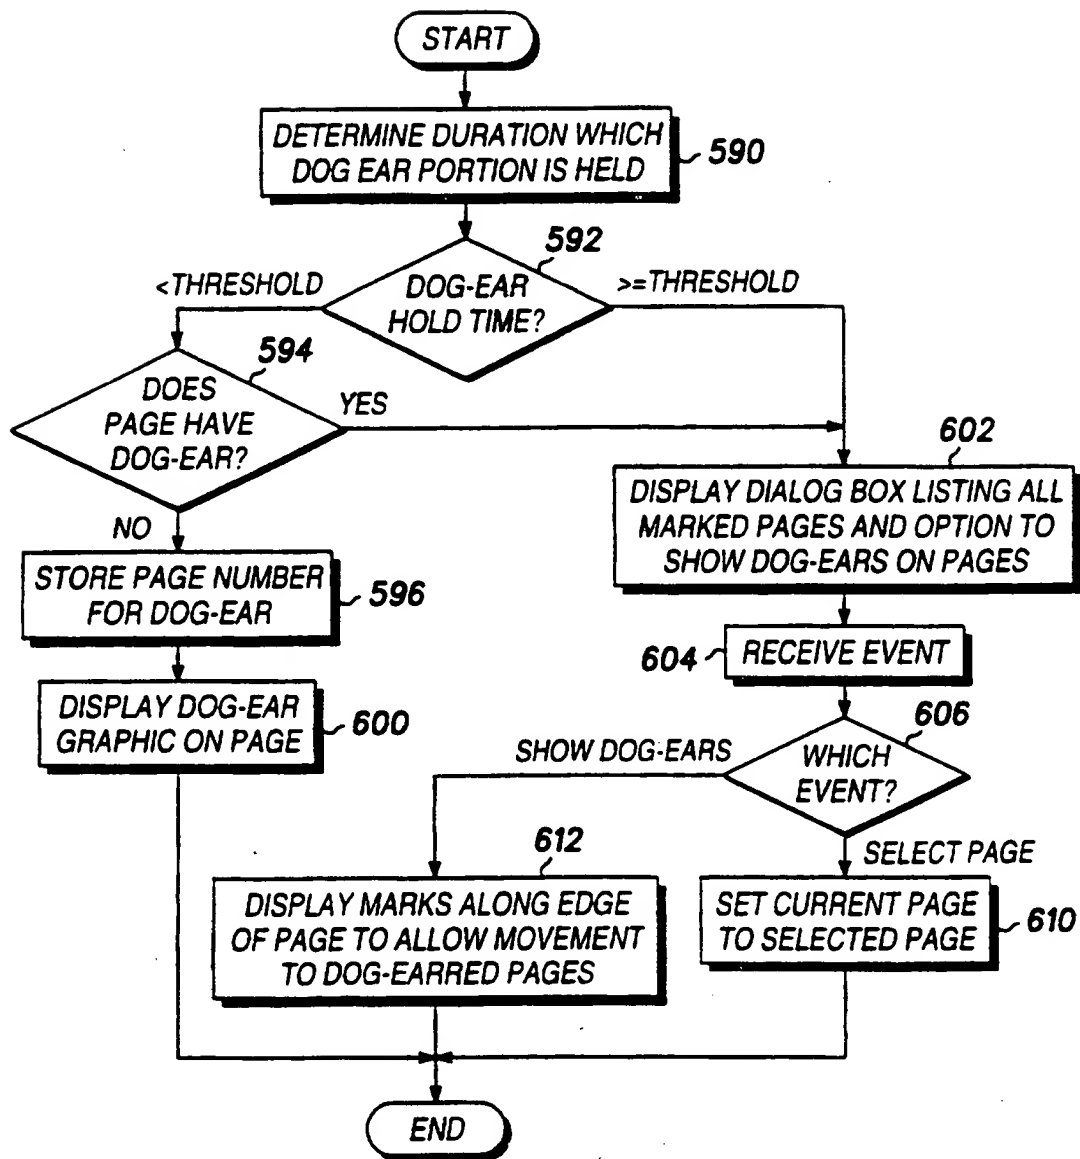 START
DETERMINE DURATION WHICH
DOG EAR PORTION IS HELD
590
592
<THRESHOLD
DOG-EAR
HOLD TIME?
>=THRESHOLD
594
DOES
PAGE HAVE
DOG-EAR?
YES
NO
602
DISPLAY DIALOG BOX LISTING ALL
MARKED PAGES AND OPTION TO
SHOW DOG-EARS ON PAGES
STORE PAGE NUMBER
FOR DOG-EAR
596
604
RECEIVE EVENT
DISPLAY DOG-EAR
GRAPHIC ON PAGE
600
606
SHOW DOG-EARS
WHICH
EVENT?
SELECT PAGE
612
DISPLAY MARKS ALONG EDGE
OF PAGE TO ALLOW MOVEMENT
TO DOG-EARRED PAGES
SET CURRENT PAGE
TO SELECTED PAGE
610
END